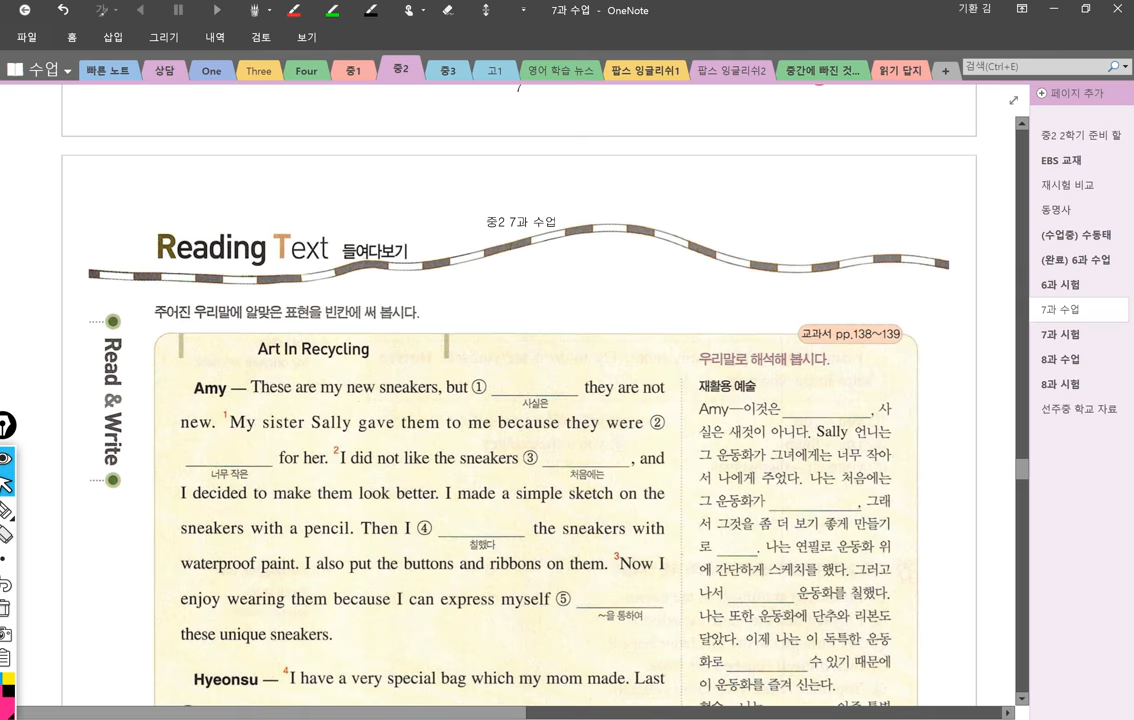 7과 수업 - OneNote
기환 김
파일 홈 삽입 그리기 내역 검토 보기
수업 빠른 노트 상담 One Three Four 중1 중2 중3 고1 영어 학습 뉴스 팝스 잉글리쉬1 팝스 잉글리쉬2 중간에 빠진 것... 읽기 답지 + 검색(Ctrl+E)
페이지 추가
중2 2학기 준비 할
EBS 교재
재시험 비교
동명사
(수업중) 수동태
(완료) 6과 수업
6과 시험
7과 수업
7과 시험
8과 수업
8과 시험
선주중 학교 자료
7
중2 7과 수업
Reading Text 들여다보기
주어진 우리말에 알맞은 표현을 빈칸에 써 봅시다.
Read & Write
교과서 pp.138~139
Art In Recycling
Amy — These are my new sneakers, but ① ____________ they are not
사실은
new. 1My sister Sally gave them to me because they were ②
____________ for her. 2I did not like the sneakers ③ ____________, and
너무 작은 처음에는
I decided to make them look better. I made a simple sketch on the
sneakers with a pencil. Then I ④ ____________ the sneakers with
칠했다
waterproof paint. I also put the buttons and ribbons on them. 3Now I
enjoy wearing them because I can express myself ⑤ ____________
~을 통하여
these unique sneakers.
Hyeonsu — 4I have a very special bag which my mom made. Last
우리말로 해석해 봅시다.
재활용 예술
Amy—이것은 ____________, 사
실은 새것이 아니다. Sally 언니는
그 운동화가 그녀에게는 너무 작아
서 나에게 주었다. 나는 처음에는
그 운동화가 ____________, 그래
서 그것을 좀 더 보기 좋게 만들기
로 ______. 나는 연필로 운동화 위
에 간단하게 스케치를 했다. 그러고
나서 _________ 운동화를 칠했다.
나는 또한 운동화에 단추와 리본도
달았다. 이제 나는 이 독특한 운동
화로 ___________ 수 있기 때문에
이 운동화를 즐겨 신는다.